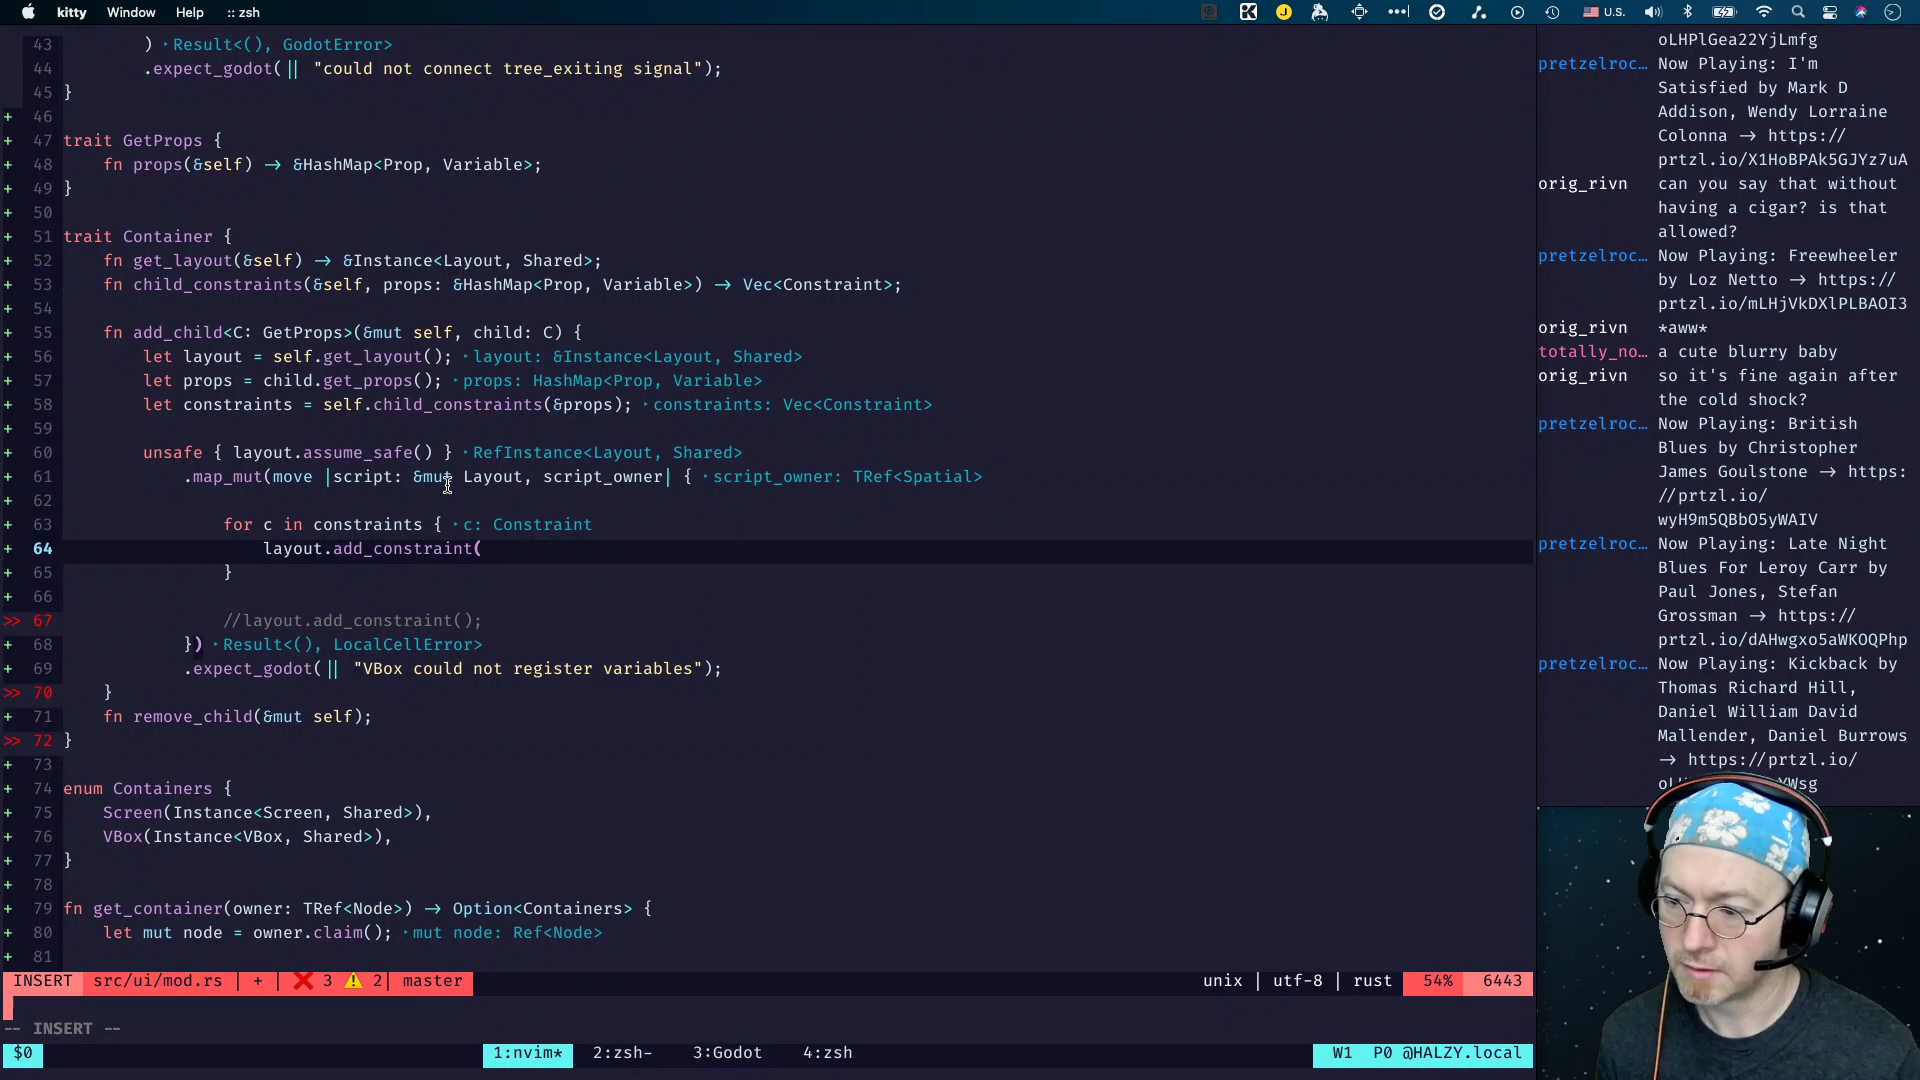 kitty Window Help :: zsh U.S.
43 ) · Result<(), GodotError>
44 .expect_godot(|| "could not connect tree_exiting signal");
45 }
+ 46
+ 47 trait GetProps {
+ 48 fn props(&self) → &HashMap<Prop, Variable>;
+ 49 }
+ 50
+ 51 trait Container {
+ 52 fn get_layout(&self) → &Instance<Layout, Shared>;
+ 53 fn child_constraints(&self, props: &HashMap<Prop, Variable>) → Vec<Constraint>;
+ 54
+ 55 fn add_child<C: GetProps>(&mut self, child: C) {
+ 56 let layout = self.get_layout(); · layout: &Instance<Layout, Shared>
+ 57 let props = child.get_props(); · props: HashMap<Prop, Variable>
+ 58 let constraints = self.child_constraints(&props); · constraints: Vec<Constraint>
+ 59
+ 60 unsafe { layout.assume_safe() } · RefInstance<Layout, Shared>
+ 61 .map_mut(move |script: &mut Layout, script_owner| { · script_owner: TRef<Spatial>
+ 62
+ 63 for c in constraints { · c: Constraint
+ 64 layout.add_constraint(
+ 65 }
+ 66
>> 67 //layout.add_constraint();
+ 68 }) · Result<(), LocalCellError>
+ 69 .expect_godot(|| "VBox could not register variables");
>> 70 }
+ 71 fn remove_child(&mut self);
>> 72 }
+ 73
+ 74 enum Containers {
+ 75 Screen(Instance<Screen, Shared>),
+ 76 VBox(Instance<VBox, Shared>),
+ 77 }
+ 78
+ 79 fn get_container(owner: TRef<Node>) → Option<Containers> {
+ 80 let mut node = owner.claim(); · mut node: Ref<Node>
+ 81
INSERT src/ui/mod.rs | + | ❌ 3 ⚠ 2| master unix | utf-8 | rust 54% 6443
-- INSERT --
$0 1:nvim* 2:zsh- 3:Godot 4:zsh W1 P0 @HALZY.local
oLHPlGea22YjLmfg
pretzelroc… Now Playing: I'm
Satisfied by Mark D
Addison, Wendy Lorraine
Colonna → https://
prtzl.io/X1HoBPAk5GJYz7uA
orig_rivn can you say that without
having a cigar? is that
allowed?
pretzelroc… Now Playing: Freewheeler
by Loz Netto → https://
prtzl.io/mLHjVkDXlPLBAOI3
orig_rivn *aww*
totally_no… a cute blurry baby
orig_rivn so it's fine again after
the cold shock?
pretzelroc… Now Playing: British
Blues by Christopher
James Goulstone → https:
//prtzl.io/
wyH9m5QBbO5yWAIV
pretzelroc… Now Playing: Late Night
Blues For Leroy Carr by
Paul Jones, Stefan
Grossman → https://
prtzl.io/dAHwgxo5aWKOQPhp
pretzelroc… Now Playing: Kickback by
Thomas Richard Hill,
Daniel William David
Mallender, Daniel Burrows
→ https://prtzl.io/